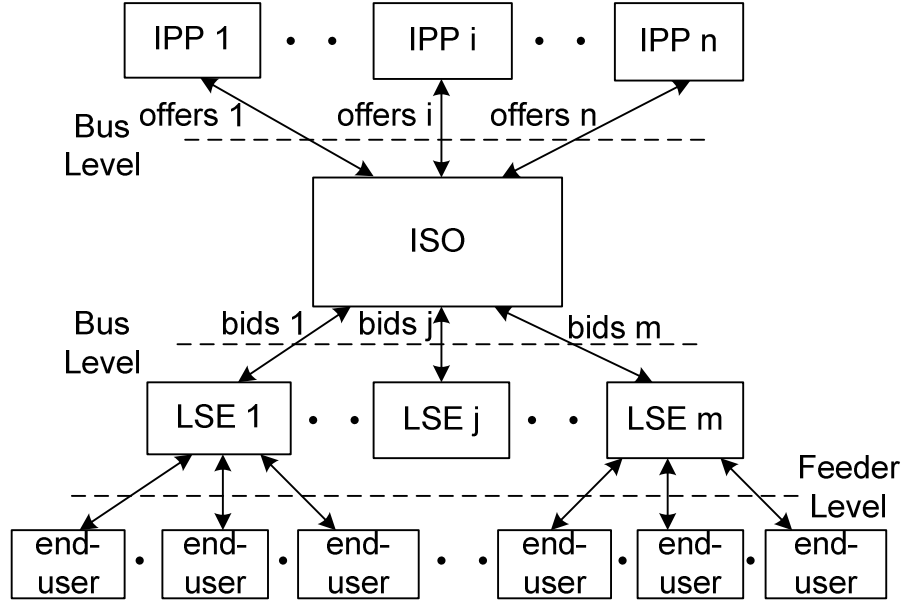 IPP 1
IPP i
IPP n
offers 1
offers i
offers n
Bus
Level
ISO
Bus
Level
bids 1
bids j
bids m
LSE 1
LSE j
LSE m
Feeder
Level
end-
user
end-
user
end-
user
end-
user
end-
user
end-
user